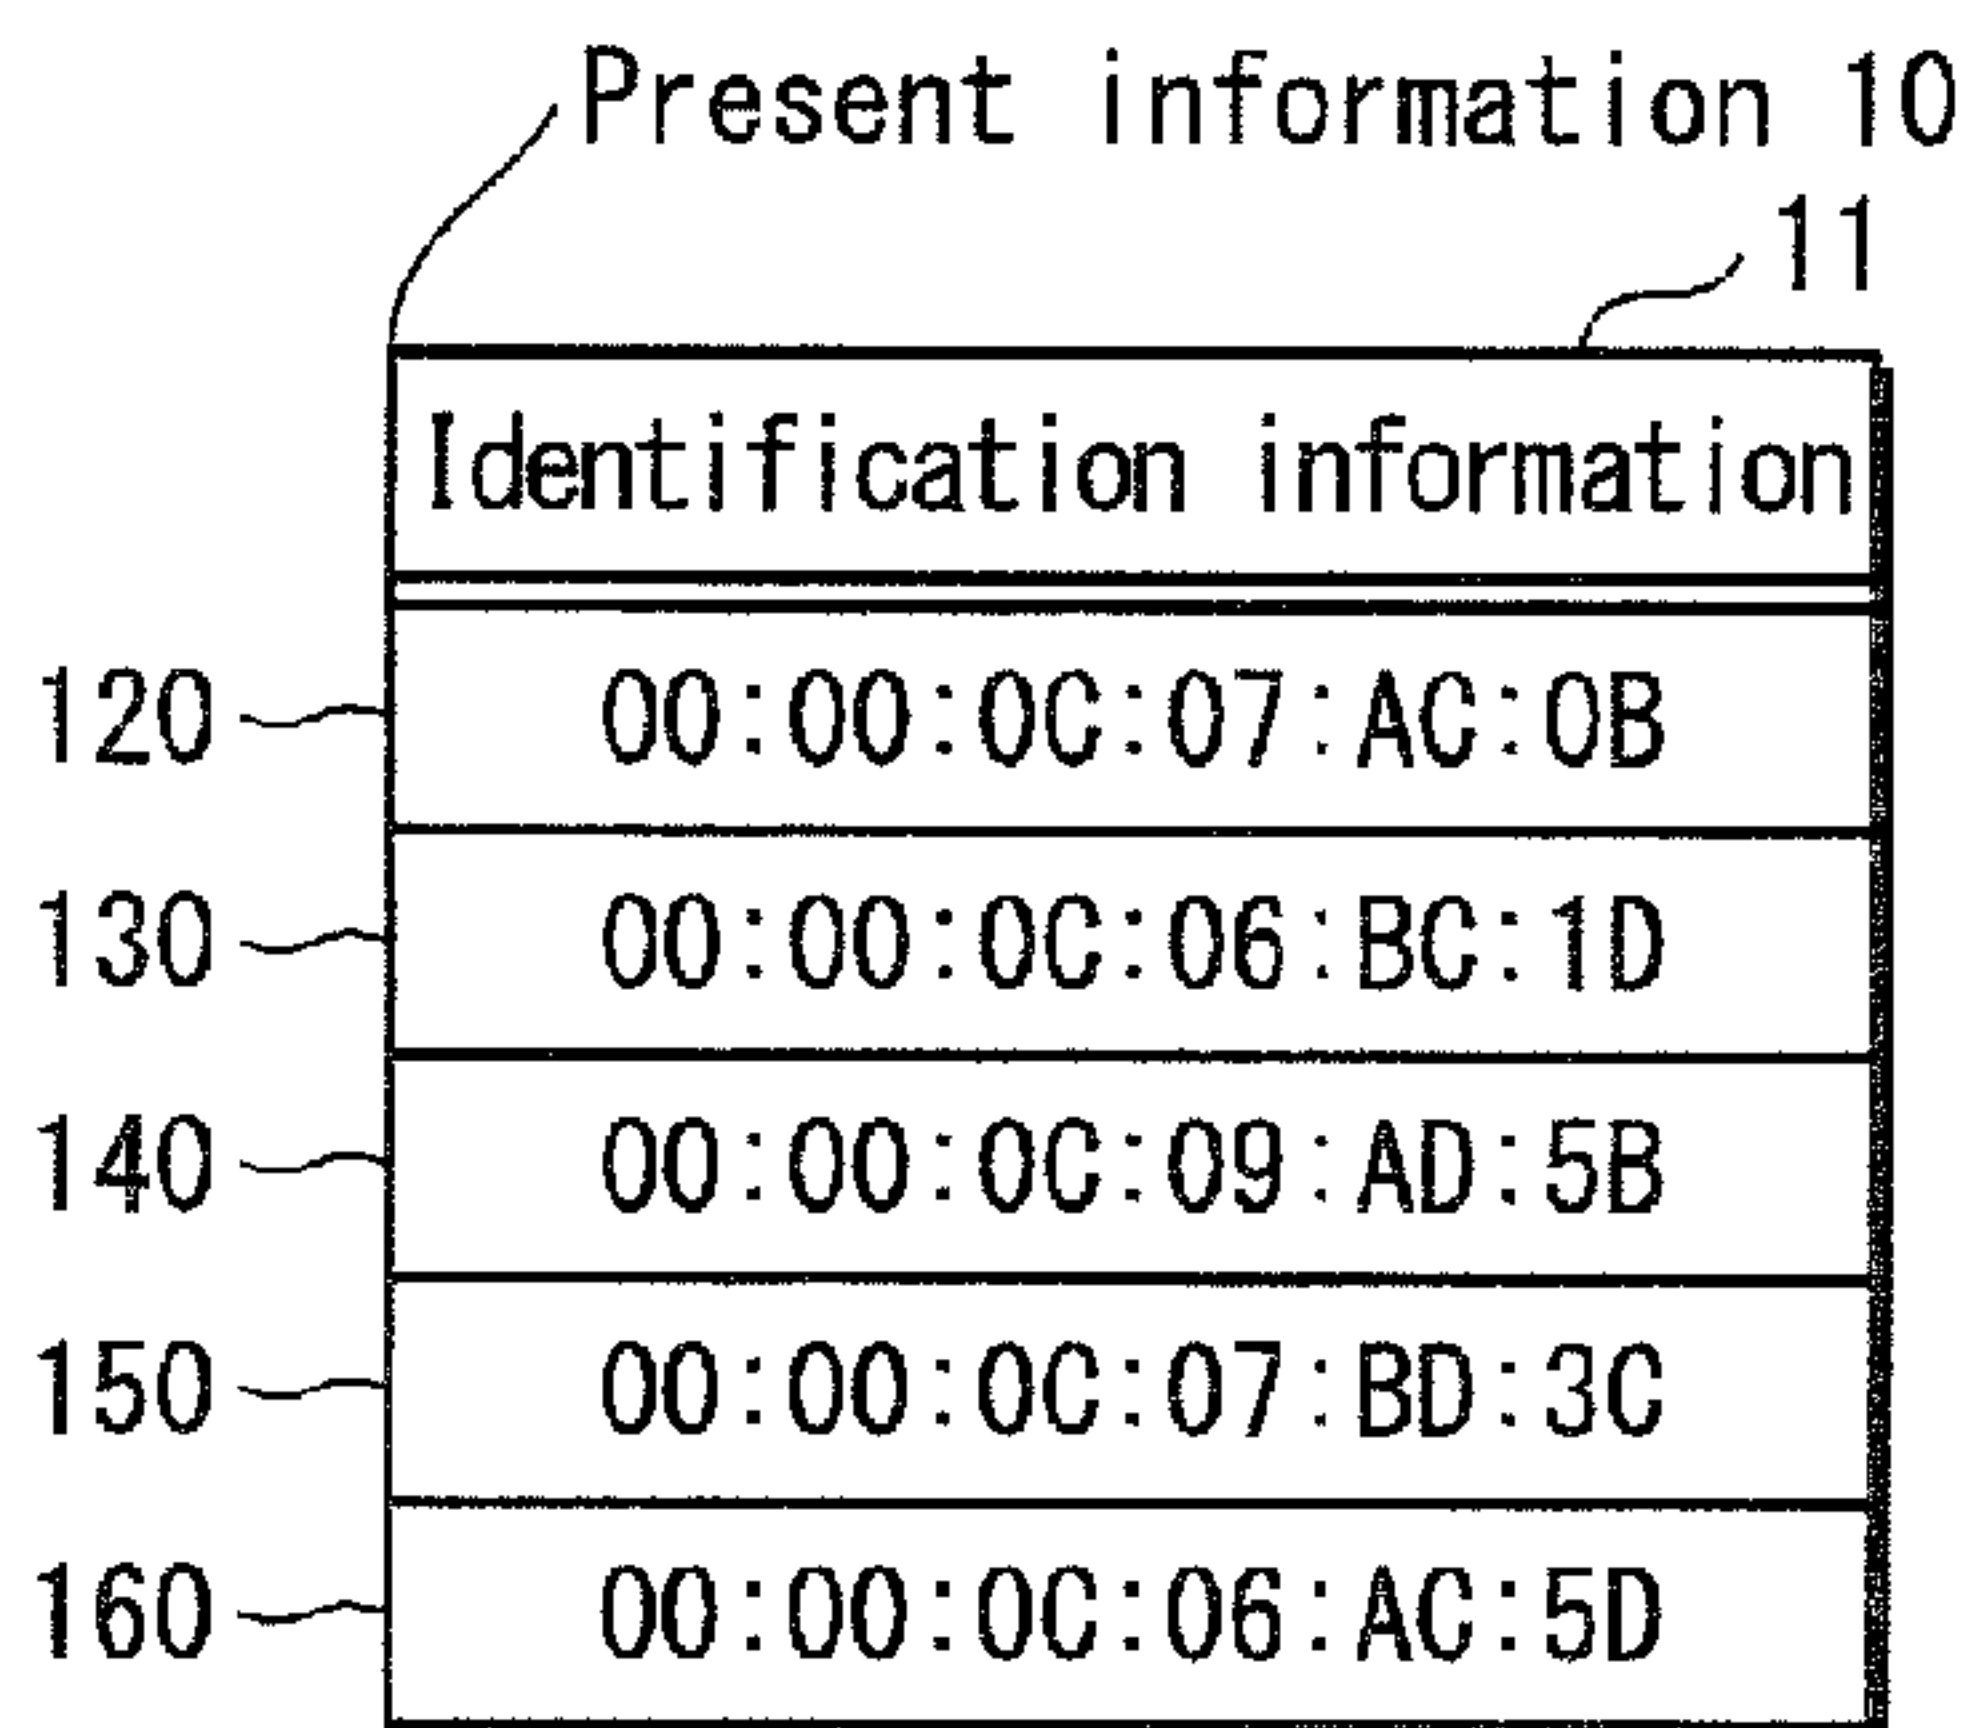 Present information 10
11
Identification information
120 00:00:0C:07:AC:0B
130 00:00:0C:06:BC:1D
140 00:00:0C:09:AD:5B
150 00:00:0C:07:BD:3C
160 00:00:0C:06:AC:5D